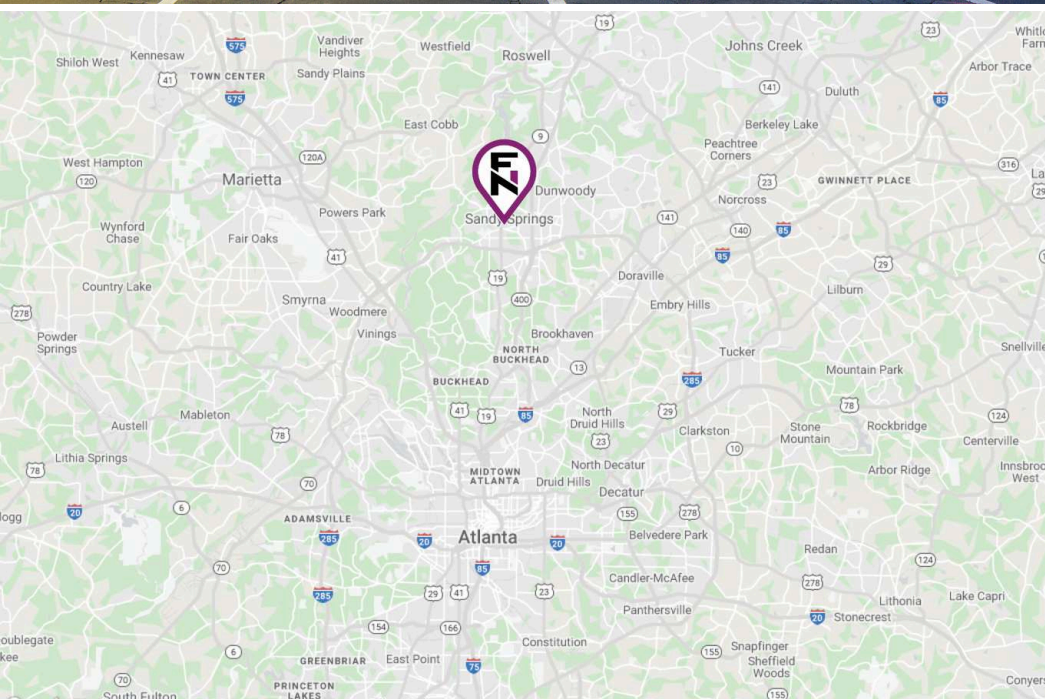 19
23
575
Vandiver
Heights
Westfield
Roswell
Johns Creek
Kennesaw
Shiloh West
41
TOWN CENTER
Sandy Plains
Arbor Trace
575
141
Duluth
85
East Cobb
9
Berkeley Lake
Peachtree
Corners
120A
West Hampton
120
Marietta
FN
Dunwoody
23
GWINNETT PLACE
316
29
Norcross
Powers Park
Sandy Springs
141
140
85
Wynford
Chase
Fair Oaks
41
85
29
19
Doraville
Country Lake
Lilburn
Smyrna
Woodmere
400
Embry Hills
278
Vinings
Brookhaven
Powder
Springs
NORTH
BUCKHEAD
13
Tucker
Snellville
BUCKHEAD
285
Mountain Park
41
19
85
North
Druid Hills
29
78
124
Mableton
Austell
78
23
Clarkston
Stone
Mountain
Rockbridge
Centerville
10
Lithia Springs
78
70
MIDTOWN
ATLANTA
North Decatur
Druid Hills
Arbor Ridge
Innsbroo
West
Decatur
20
6
ADAMSVILLE
155
278
285
20
Atlanta
20
Belvedere Park
Redan
70
85
124
Candler-McAfee
278
285
29
41
23
Lithonia
Lake Capri
Panthersville
20
Stonecrest
154
166
Constitution
6
155
Snapfinger
GREENBRIAR
East Point
75
Sheffield
Woods
70
PRINCETON
LAKES
155
Conyers
South Fulton